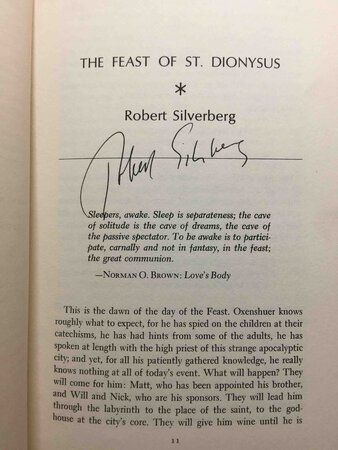 THE FEAST OF ST. DIONYSUS
*
Robert Silverberg
Robert Silverberg
Sleepers, awake. Sleep is separateness; the cave
of solitude is the cave of dreams, the cave of
the passive spectator. To be awake is to partici-
pate, carnally and not in fantasy, in the feast;
the great communion.
—NORMAN O. BROWN: Love's Body
This is the dawn of the day of the Feast. Oxenshuer knows
roughly what to expect, for he has spied on the children at their
catechisms, he has had hints from some of the adults, he has
spoken at length with the high priest of this strange apocalyptic
city; and yet, for all his patiently gathered knowledge, he really
knows nothing at all of today's event. What will happen? They
will come for him: Matt, who has been appointed his brother,
and Will and Nick, who are his sponsors. They will lead him
through the labyrinth to the place of the saint, to the god-
house at the city's core. They will give him wine until he is
11